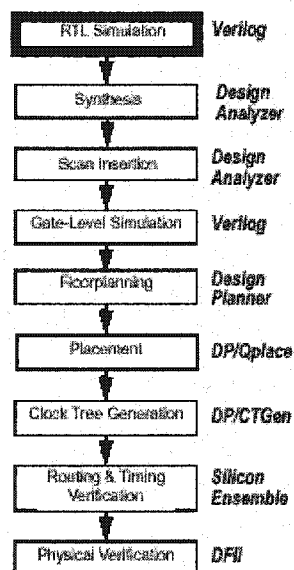 RTL Simulation
Verilog
Synthesis
Design
Analyzer
Scan Insertion
Design
Analyzer
Gate-Level Simulation
Verilog
Floorplanning
Design
Planner
Placement
DP/Qplace
Clock Tree Generation
DP/CTGen
Routing & Timing
Verification
Silicon
Ensemble
Physical Verification
DFII